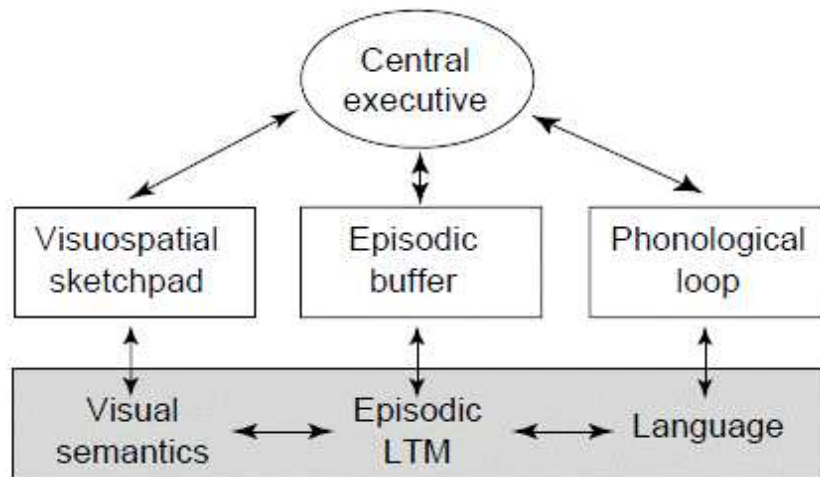 Central
executive
Visuospatial
sketchpad
Episodic
buffer
Phonological
loop
Visual
semantics
Episodic
LTM
Language